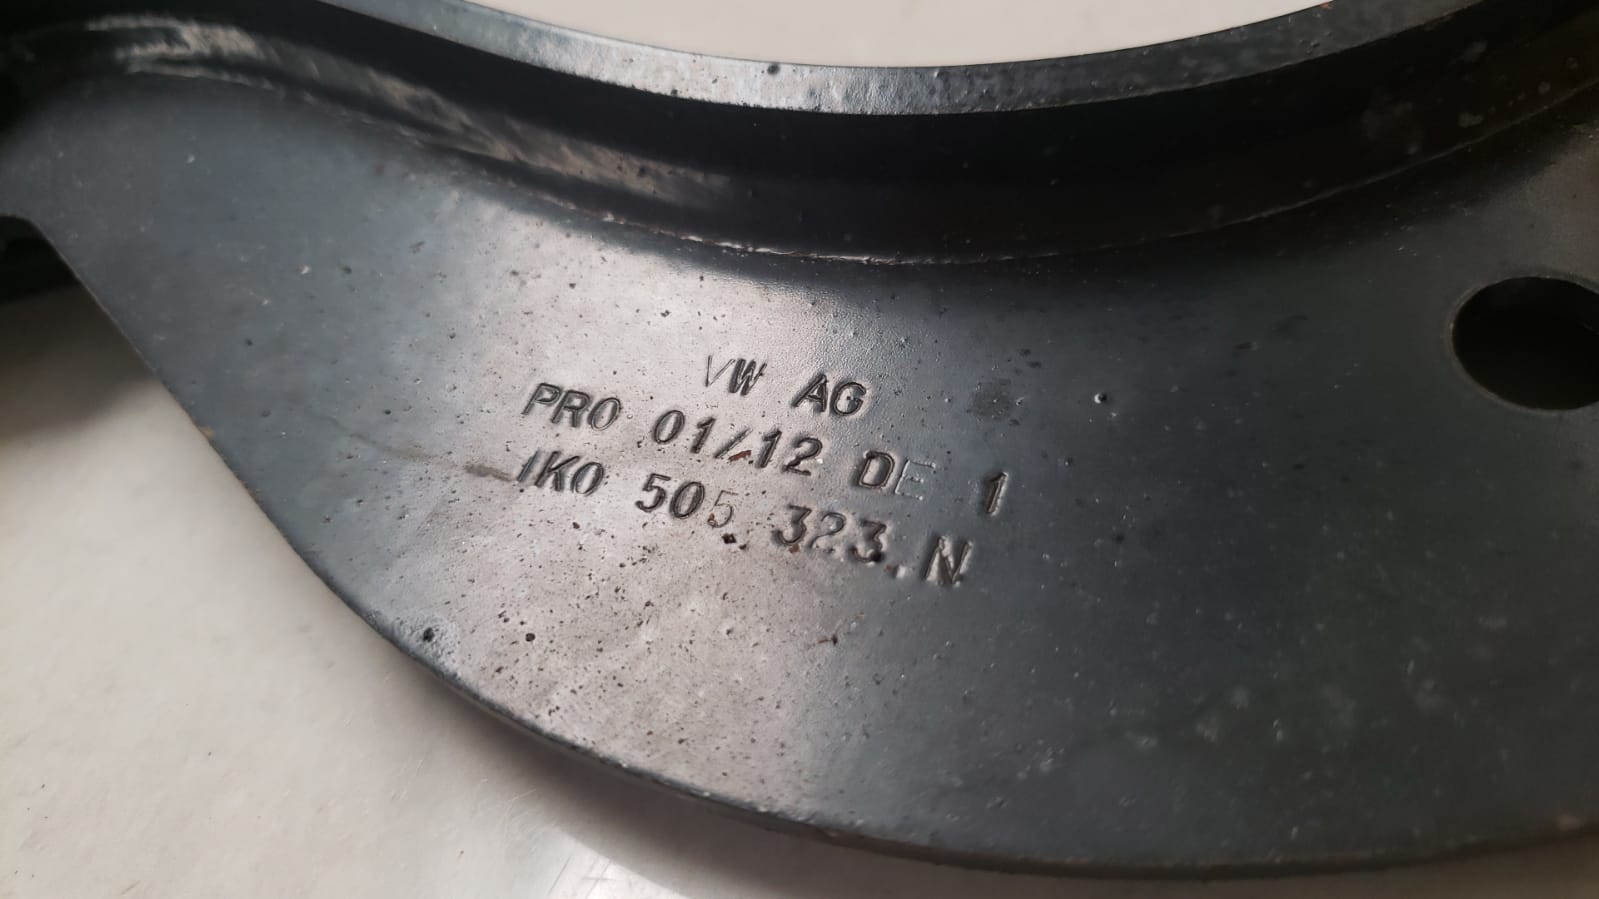 VW AG
PRO 01/12 DE 1
1K0 505 323.N